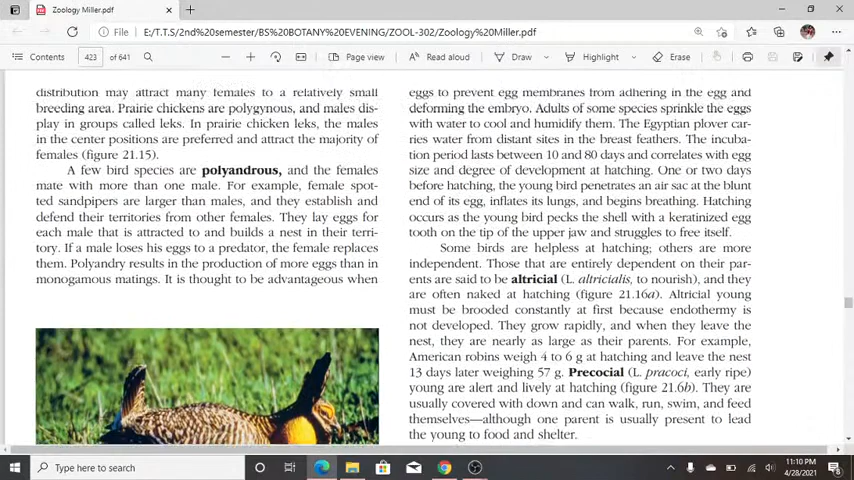 Zoology Miller.pdf
File
E:/T.T.S/2nd%20semester/BS%20BOTANY%20EVENING/ZOOL-302/Zoology%20Miller.pdf
Contents
423
of 641
Page view
Read aloud
Draw
Highlight
Erase
distribution may attract many females to a relatively small
breeding area. Prairie chickens are polygynous, and males dis-
play in groups called leks. In prairie chicken leks, the males
in the center positions are preferred and attract the majority of
females (figure 21.15).
A few bird species are polyandrous, and the females
mate with more than one male. For example, female spot-
ted sandpipers are larger than males, and they establish and
defend their territories from other females. They lay eggs for
each male that is attracted to and builds a nest in their terri-
tory. If a male loses his eggs to a predator, the female replaces
them. Polyandry results in the production of more eggs than in
monogamous matings. It is thought to be advantageous when
eggs to prevent egg membranes from adhering in the egg and
deforming the embryo. Adults of some species sprinkle the eggs
with water to cool and humidify them. The Egyptian plover car-
ries water from distant sites in the breast feathers. The incuba-
tion period lasts between 10 and 80 days and correlates with egg
size and degree of development at hatching. One or two days
before hatching, the young bird penetrates an air sac at the blunt
end of its egg, inflates its lungs, and begins breathing. Hatching
occurs as the young bird pecks the shell with a keratinized egg
tooth on the tip of the upper jaw and struggles to free itself.
Some birds are helpless at hatching; others are more
independent. Those that are entirely dependent on their par-
ents are said to be altricial (L. altricialis, to nourish), and they
are often naked at hatching (figure 21.16a). Altricial young
must be brooded constantly at first because endothermy is
not developed. They grow rapidly, and when they leave the
nest, they are nearly as large as their parents. For example,
American robins weigh 4 to 6 g at hatching and leave the nest
13 days later weighing 57 g. Precocial (L. pracoci, early ripe)
young are alert and lively at hatching (figure 21.6b). They are
usually covered with down and can walk, run, swim, and feed
themselves—although one parent is usually present to lead
the young to food and shelter.
Type here to search
11:10 PM
4/28/2021